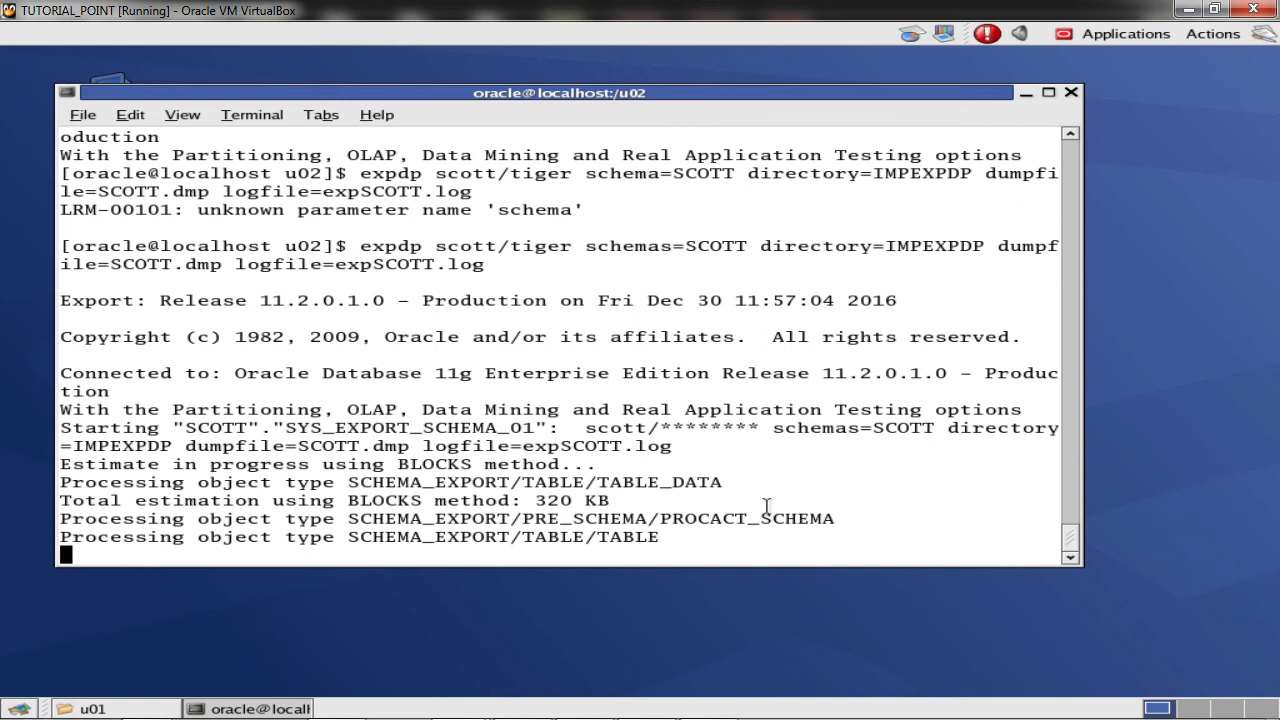 TUTORIAL_POINT [Running] - Oracle VM VirtualBox
Applications Actions
oracle@localhost:/u02
File Edit View Terminal Tabs Help
oduction
With the Partitioning, OLAP, Data Mining and Real Application Testing options
[oracle@localhost u02]$ expdp scott/tiger schema=SCOTT directory=IMPEXPDP dumpfi
le=SCOTT.dmp logfile=expSCOTT.log
LRM-00101: unknown parameter name 'schema'
[oracle@localhost u02]$ expdp scott/tiger schemas=SCOTT directory=IMPEXPDP dumpf
ile=SCOTT.dmp logfile=expSCOTT.log
Export: Release 11.2.0.1.0 - Production on Fri Dec 30 11:57:04 2016
Copyright (c) 1982, 2009, Oracle and/or its affiliates.  All rights reserved.
Connected to: Oracle Database 11g Enterprise Edition Release 11.2.0.1.0 - Produc
tion
With the Partitioning, OLAP, Data Mining and Real Application Testing options
Starting "SCOTT"."SYS_EXPORT_SCHEMA_01":  scott/******** schemas=SCOTT directory
=IMPEXPDP dumpfile=SCOTT.dmp logfile=expSCOTT.log
Estimate in progress using BLOCKS method...
Processing object type SCHEMA_EXPORT/TABLE/TABLE_DATA
Total estimation using BLOCKS method: 320 KB
Processing object type SCHEMA_EXPORT/PRE_SCHEMA/PROCACT_SCHEMA
Processing object type SCHEMA_EXPORT/TABLE/TABLE
u01 oracle@locall